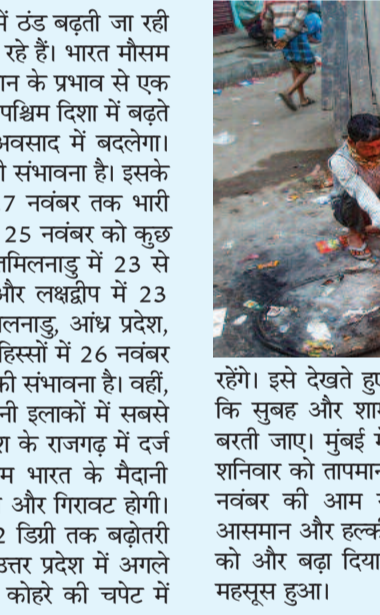 में ठंड बढ़ती जा रही
रहे हैं। भारत मौसम
के प्रभाव से एक
पश्चिम दिशा में बढ़ते
अवसाद में बदलेगा।
संभावना है। इसके
7 नवंबर तक भारी
25 नवंबर को कुछ
तमिलनाडु में 23 से
और लक्षद्वीप में 23
आंध्र प्रदेश,
हिस्सों में 26 नवंबर
की संभावना है। वहीं,
इलाकों में सबसे
के राजगढ़ में दर्ज
भारत के मैदानी
और गिरावट होगी।
2 डिग्री तक बढ़ोतरी
उत्तर प्रदेश में अगले
कोहरे की चपेट में
रहेंगे। इसे देखते
कि सुबह और
बरती जाए। मुंबई
शनिवार को तापमान
नवंबर की आम
आसमान और
को और बढ़ा दिया
महसूस हुआ।